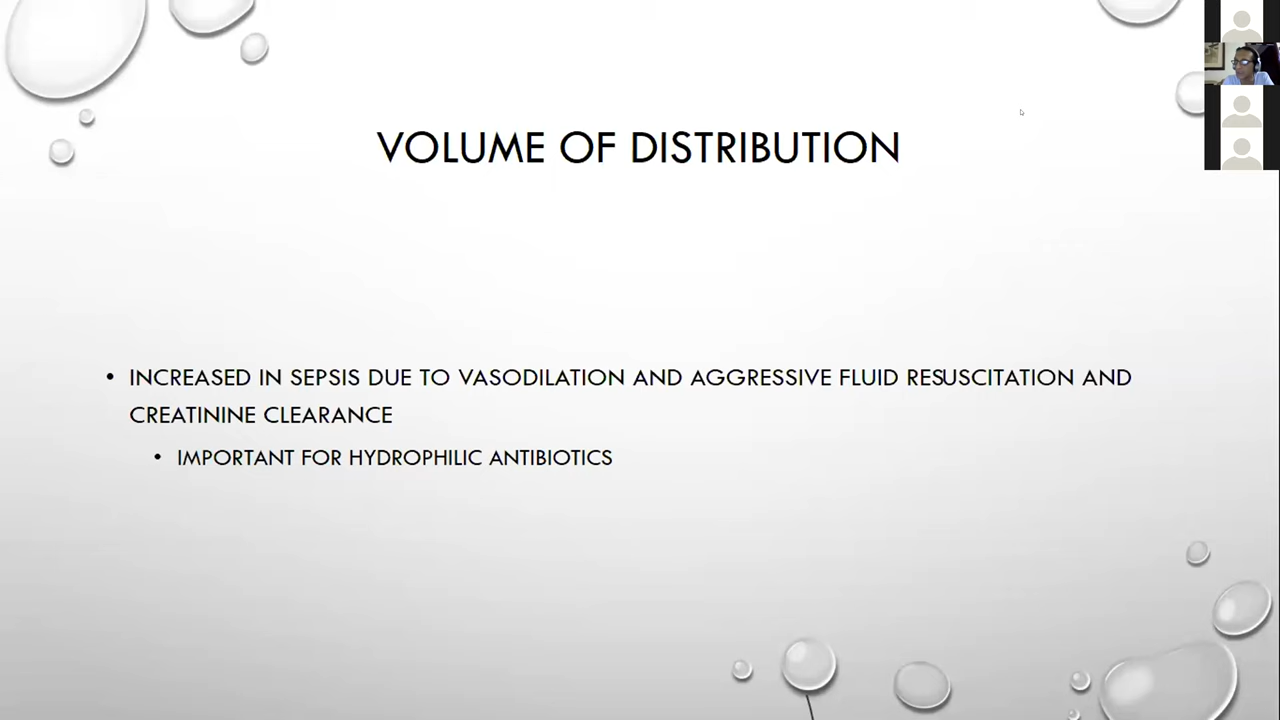 VOLUME OF DISTRIBUTION
• INCREASED IN SEPSIS DUE TO VASODILATION AND AGGRESSIVE FLUID RESUSCITATION AND
CREATININE CLEARANCE
• IMPORTANT FOR HYDROPHILIC ANTIBIOTICS